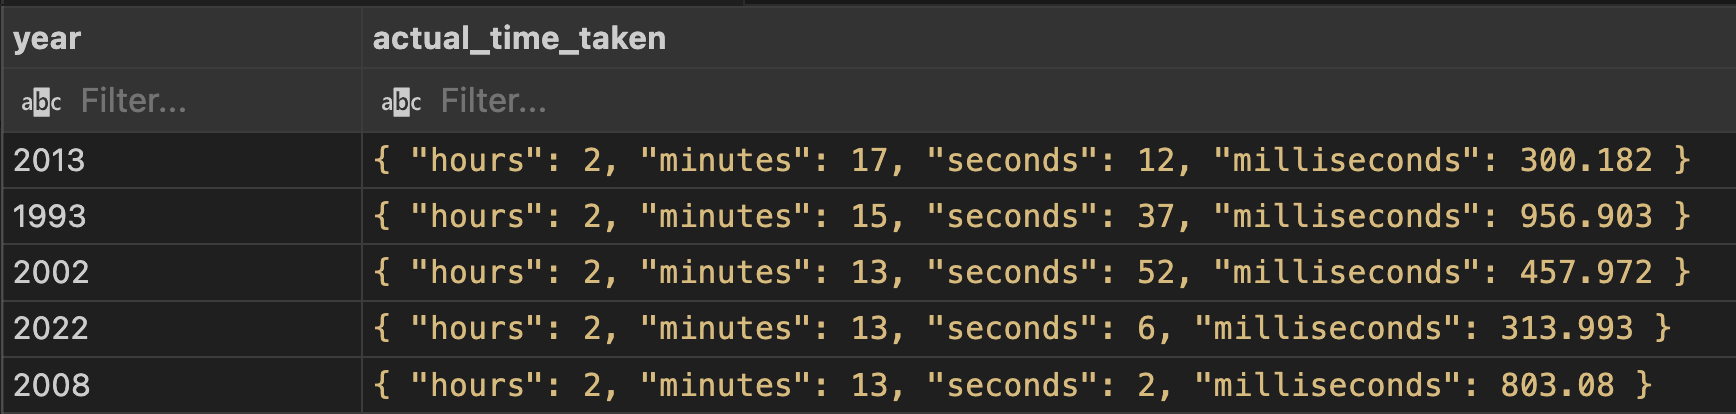 year actual_time_taken
abc Filter... abc Filter...
2013 { "hours": 2, "minutes": 17, "seconds": 12, "milliseconds": 300.182 }
1993 { "hours": 2, "minutes": 15, "seconds": 37, "milliseconds": 956.903 }
2002 { "hours": 2, "minutes": 13, "seconds": 52, "milliseconds": 457.972 }
2022 { "hours": 2, "minutes": 13, "seconds": 6, "milliseconds": 313.993 }
2008 { "hours": 2, "minutes": 13, "seconds": 2, "milliseconds": 803.08 }